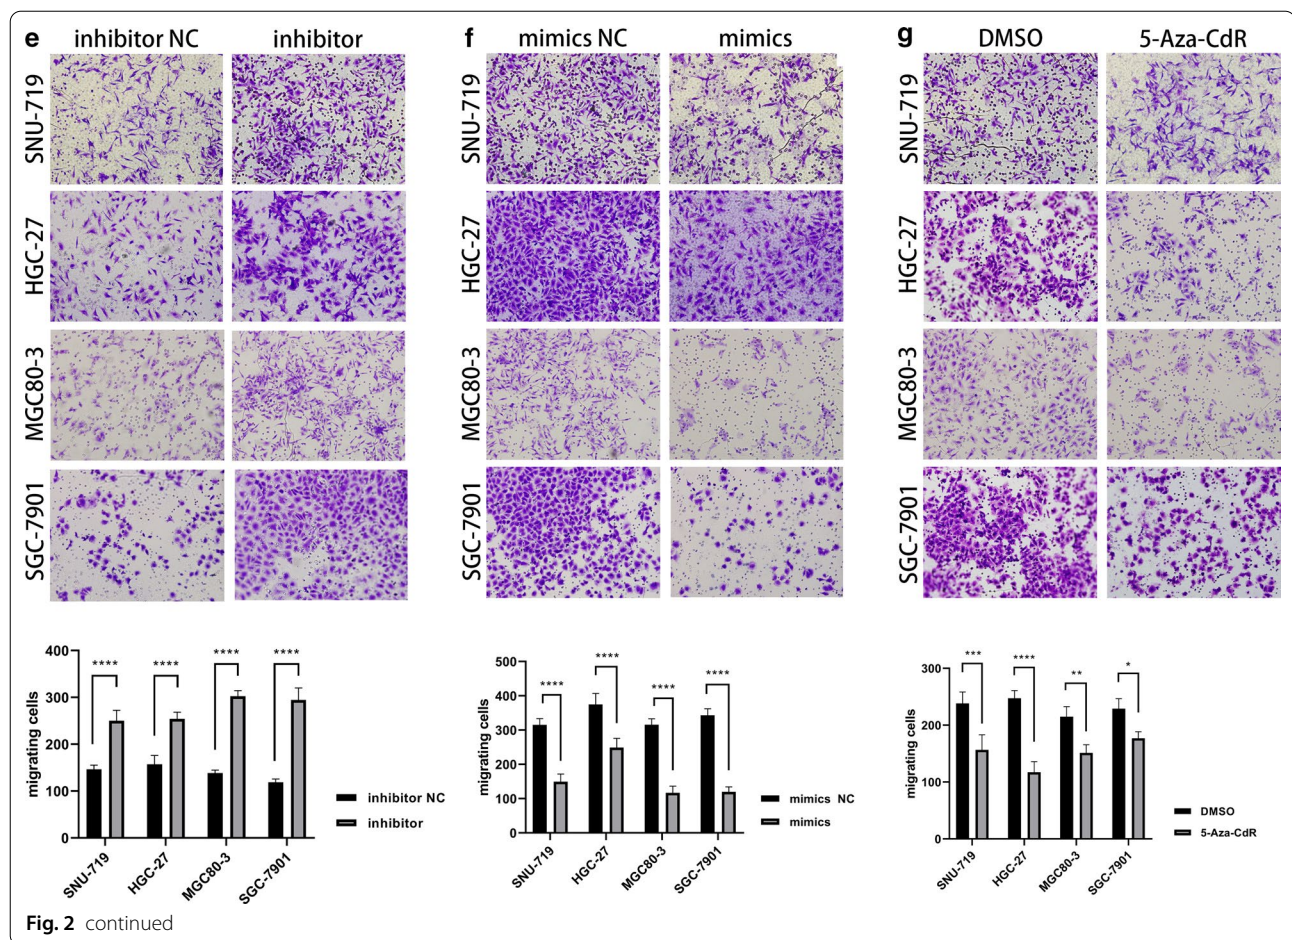 e inhibitor NC inhibitor
f mimics NC mimics
g DMSO 5-Aza-CdR
SNU-719
HGC-27
MGC80-3
SGC-7901
SNU-719
HGC-27
MGC80-3
SGC-7901
SNU-719
HGC-27
MGC80-3
SGC-7901
migrating cells
400
300
200
100
0
**** **** **** ****
SNU-719 HGC-27 MGC80-3 SGC-7901
inhibitor NC
inhibitor
migrating cells
500
400
300
200
100
0
**** **** **** ****
SNU-719 HGC-27 MGC80-3 SGC-7901
mimics NC
mimics
migrating cells
300
200
100
0
*** **** ** *
SNU-719 HGC-27 MGC80-3 SGC-7901
DMSO
5-Aza-CdR
Fig. 2 continued